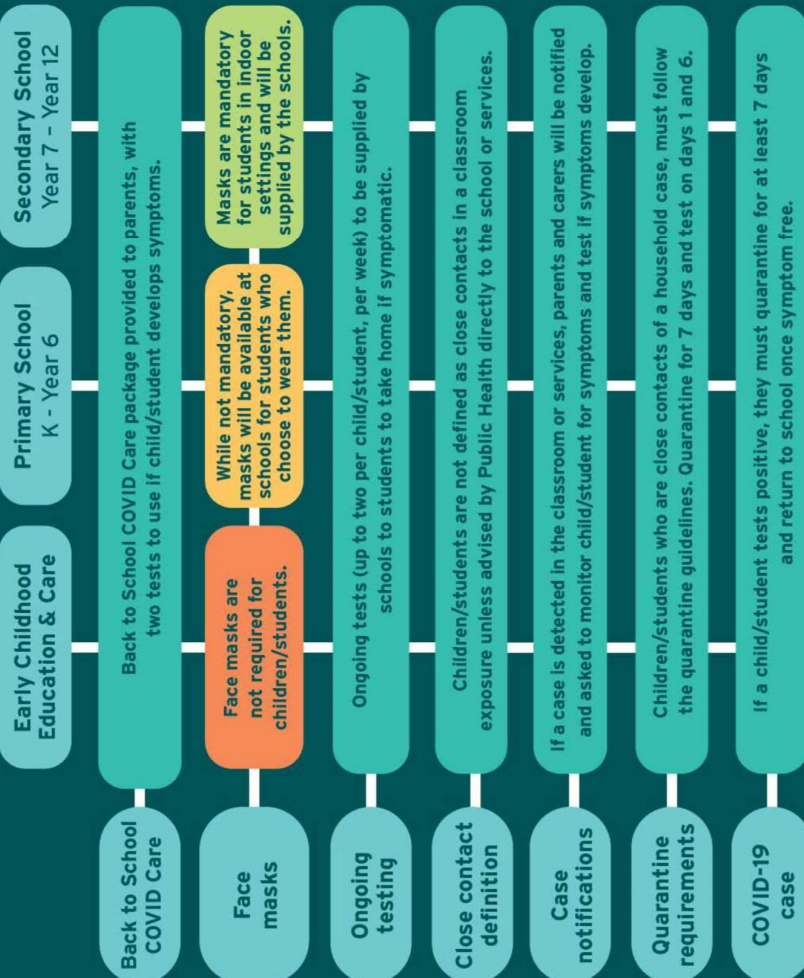 Early Childhood
Education & Care
Primary School
K - Year 6
Secondary School
Year 7 - Year 12
Back to School
COVID Care
Back to School COVID Care package provided to parents, with
two tests to use if child/student develops symptoms.
Face
masks
Face masks are
not required for
children/students.
While not mandatory,
masks will be available at
schools for students who
choose to wear them.
Masks are mandatory
for students in indoor
settings and will be
supplied by the schools.
Ongoing
testing
Ongoing tests (up to two per child/student, per week) to be supplied by
schools to students to take home if symptomatic.
Close contact
definition
Children/students are not defined as close contacts in a classroom
exposure unless advised by Public Health directly to the school or services.
Case
notifications
If a case is detected in the classroom or services, parents and carers will be notified
and asked to monitor child/student for symptoms and test if symptoms develop.
Quarantine
requirements
Children/students who are close contacts of a household case, must follow
the quarantine guidelines. Quarantine for 7 days and test on days 1 and 6.
COVID-19
case
If a child/student tests positive, they must quarantine for at least 7 days
and return to school once symptom free.